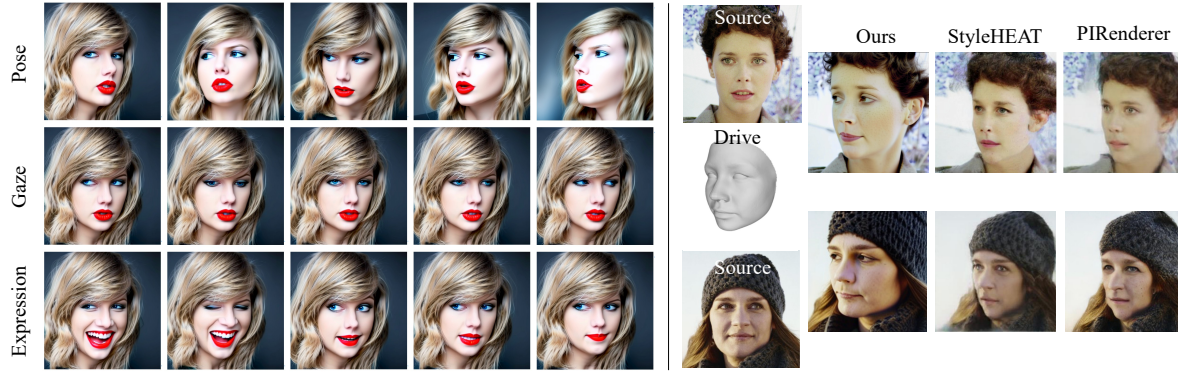 Pose
Gaze
Expression
Source
Ours
StyleHEAT
PIRenderer
Drive
Source